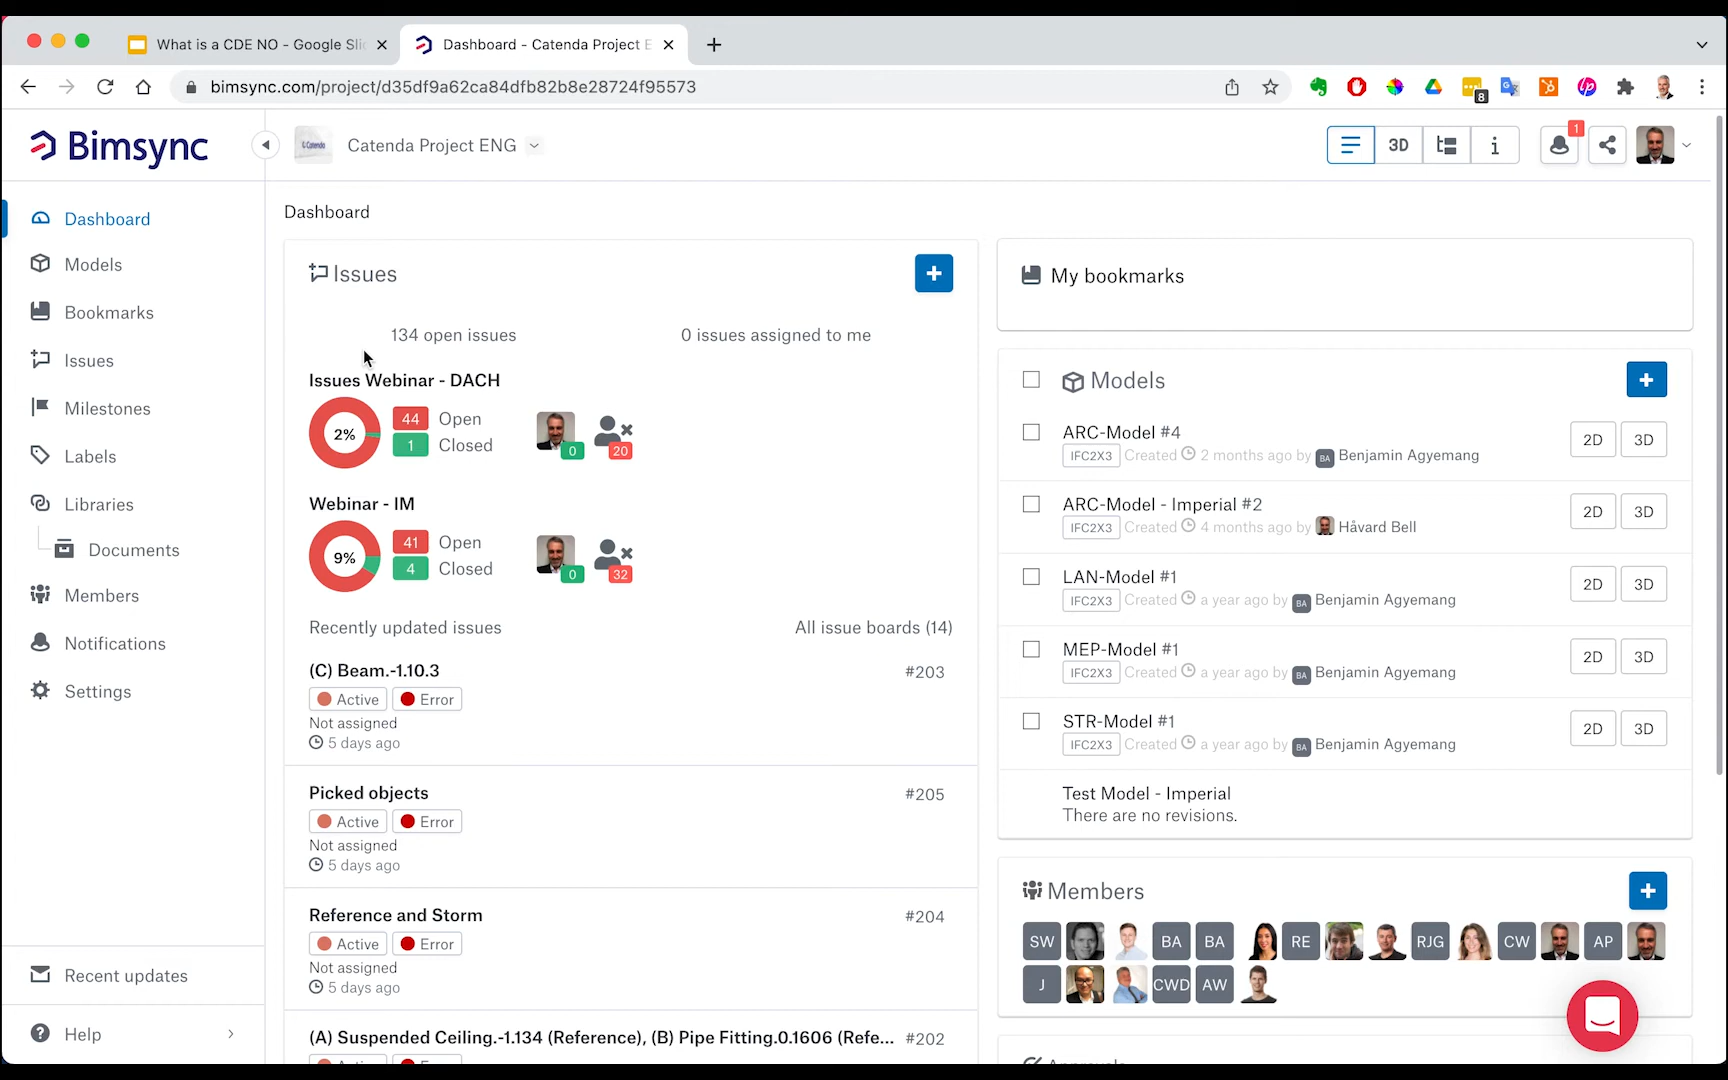 What is a CDE NO - Google Slic
Dashboard - Catenda Project E
bimsync.com/project/d35df9a62ca84dfb82b8e28724f95573
8
Bimsync
Catenda
Catenda Project ENG
3D
i
1
Dashboard
Models
Bookmarks
Issues
Milestones
Labels
Libraries
Documents
Members
Notifications
Settings
Recent updates
Help
Dashboard
Issues
+
134 open issues
0 issues assigned to me
Issues Webinar - DACH
2%
44 Open
1 Closed
0
20
Webinar - IM
9%
41 Open
4 Closed
0
32
Recently updated issues
All issue boards (14)
(C) Beam.-1.10.3
#203
Active Error
Not assigned
5 days ago
Picked objects
#205
Active Error
Not assigned
5 days ago
Reference and Storm
#204
Active Error
Not assigned
5 days ago
(A) Suspended Ceiling.-1.134 (Reference), (B) Pipe Fitting.0.1606 (Refe...
#202
My bookmarks
Models
+
ARC-Model #4
IFC2X3 Created 2 months ago by BA Benjamin Agyemang
2D 3D
ARC-Model - Imperial #2
IFC2X3 Created 4 months ago by Håvard Bell
2D 3D
LAN-Model #1
IFC2X3 Created a year ago by BA Benjamin Agyemang
2D 3D
MEP-Model #1
IFC2X3 Created a year ago by BA Benjamin Agyemang
2D 3D
STR-Model #1
IFC2X3 Created a year ago by BA Benjamin Agyemang
2D 3D
Test Model - Imperial
There are no revisions.
Members
+
SW BA BA RE RJG CW AP
J CWD AW